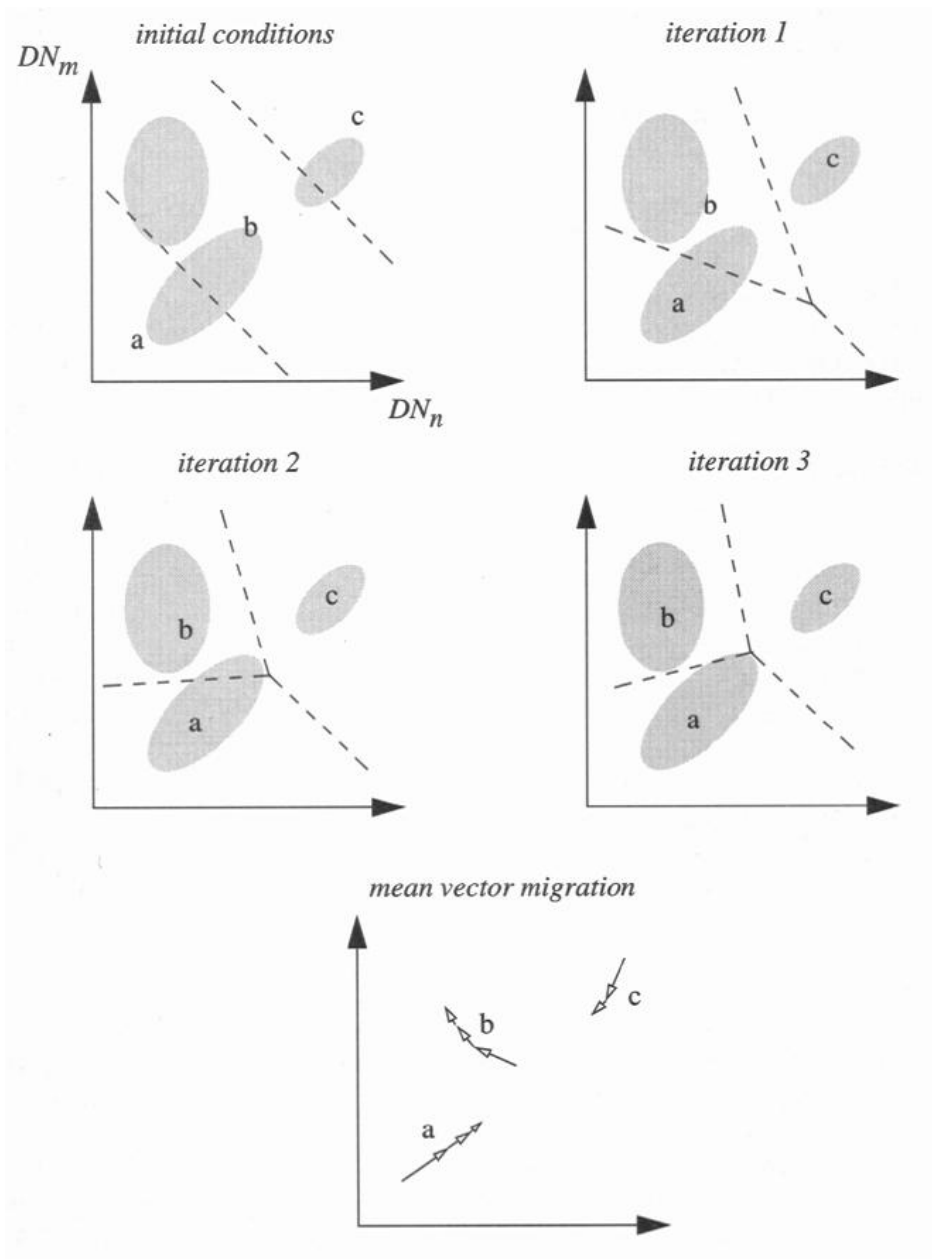 initial conditions
iteration 1
DNm
c
b
a
DNn
c
b
a
iteration 2
iteration 3
b
c
a
b
c
a
mean vector migration
c
b
a